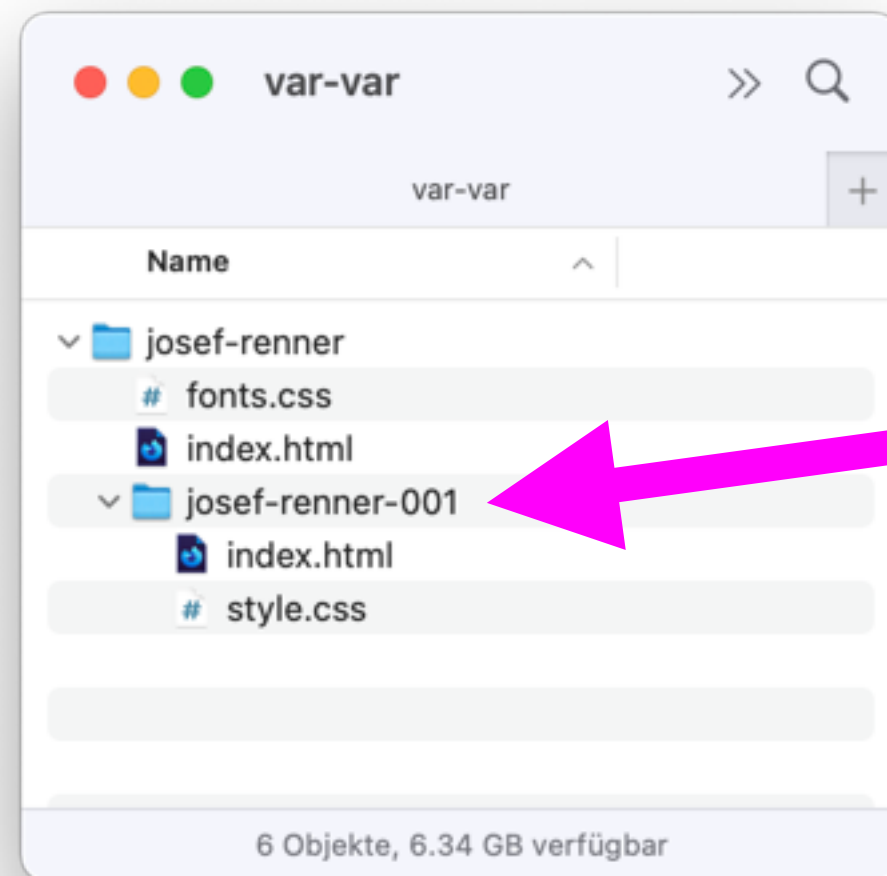 var-var
var-var
Name
josef-renner
fonts.css
index.html
josef-renner-001
index.html
style.css
6 Objekte, 6.34 GB verfügbar